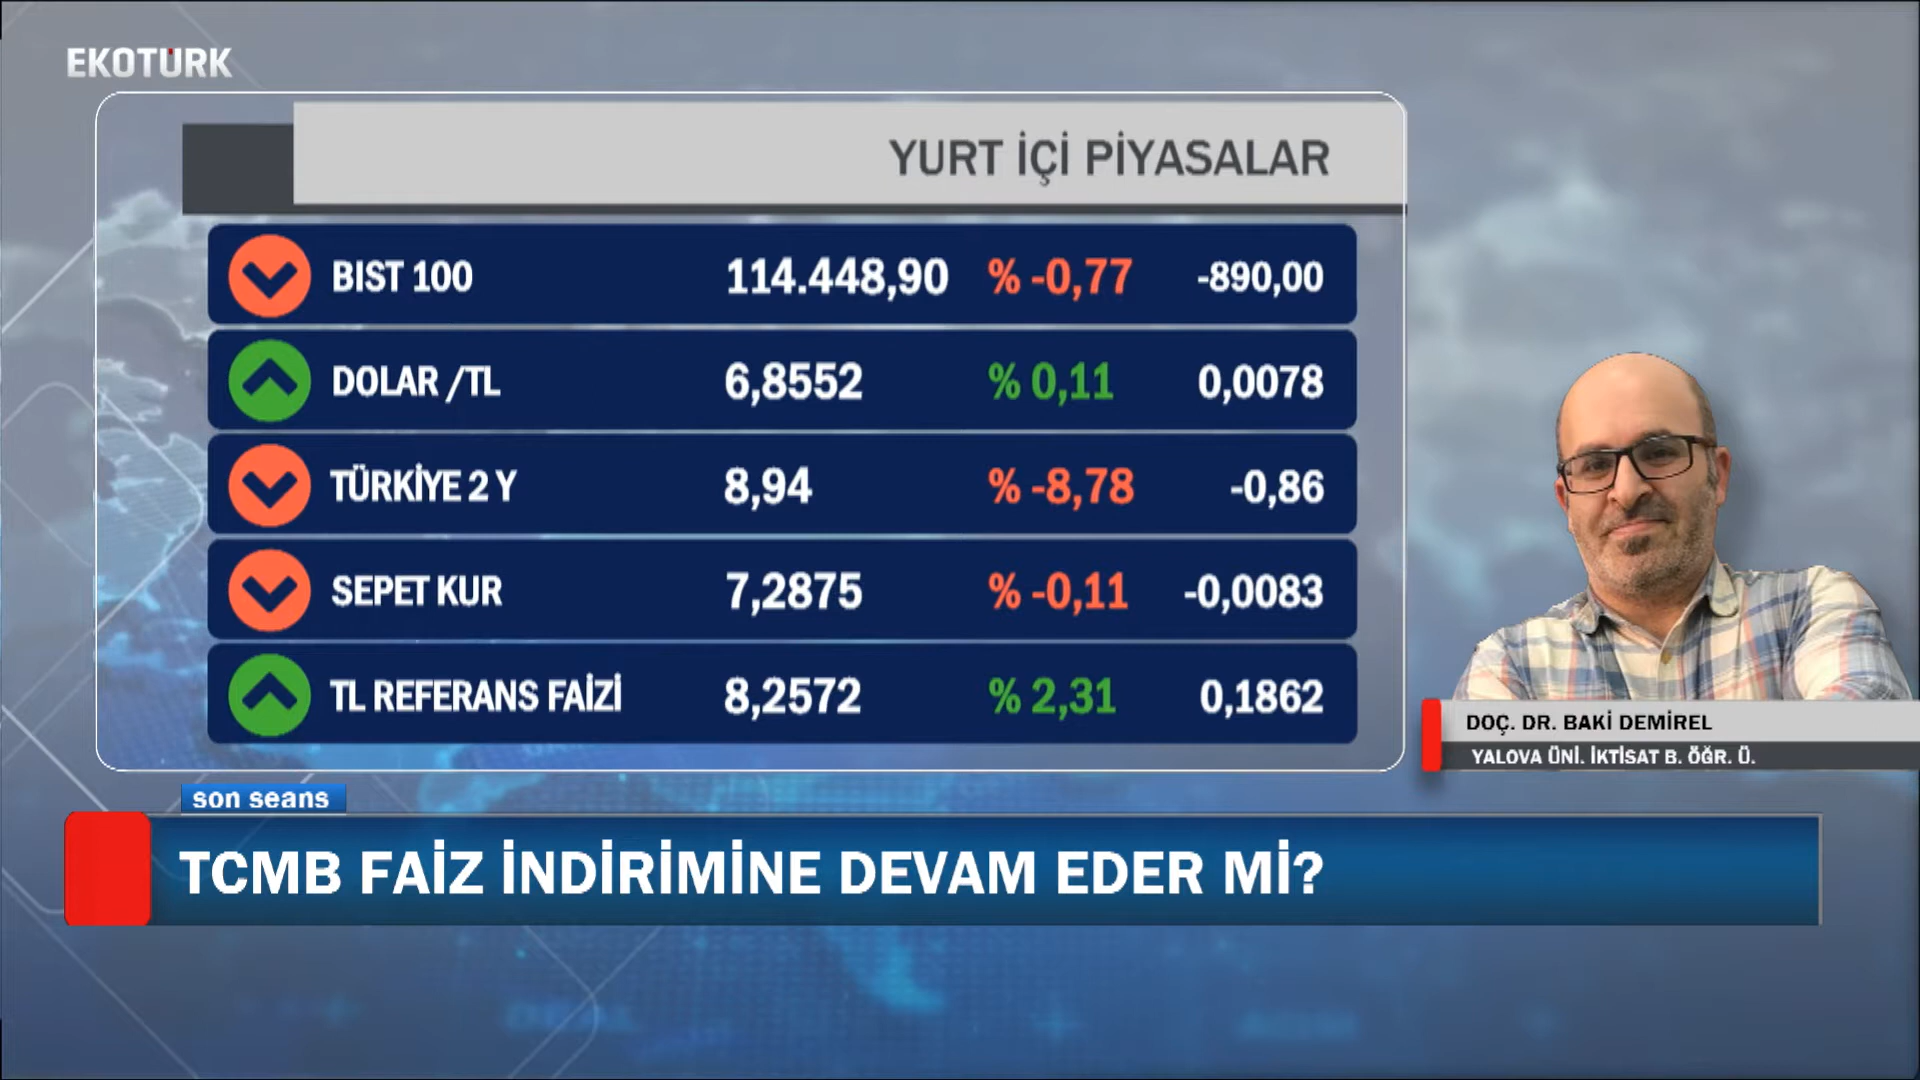 EKOTÜRK
YURT İÇİ PİYASALAR
BIST 100 114.448,90 % -0,77 -890,00
DOLAR /TL 6,8552 % 0,11 0,0078
TÜRKİYE 2 Y 8,94 % -8,78 -0,86
SEPET KUR 7,2875 % -0,11 -0,0083
TL REFERANS FAİZİ 8,2572 % 2,31 0,1862
DOÇ. DR. BAKİ DEMİREL
YALOVA ÜNİ. İKTİSAT B. ÖĞR. Ü.
son seans
TCMB FAİZ İNDİRİMİNE DEVAM EDER Mİ?